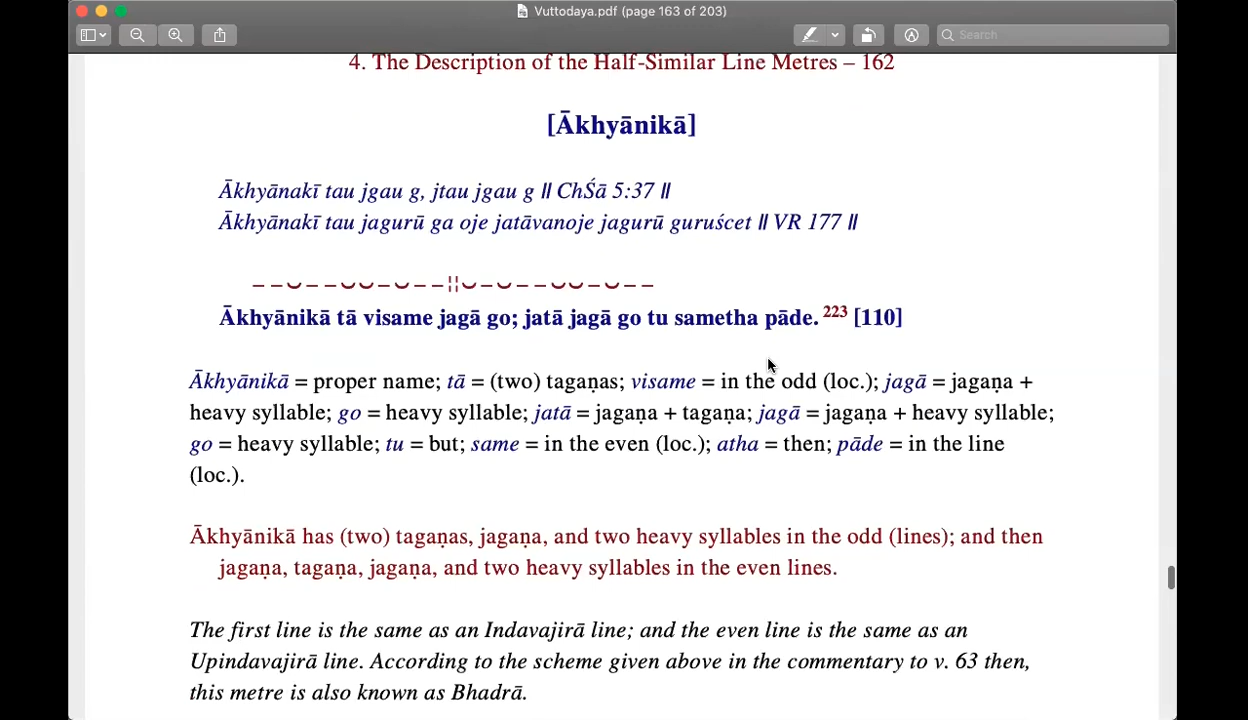 Vuttodaya.pdf (page 163 of 203)
Search
4. The Description of the Half-Similar Line Metres – 162
[Ākhyānikā]
Ākhyānakī tau jgau g, jtau jgau g || ChŚā 5:37 ||
Ākhyānakī tau jagurū ga oje jatāvanoje jagurū guruścet || VR 177 ||
−−⏑−−⏑⏑−⏑−−¦¦⏑−⏑−−⏑⏑−⏑−−
Ākhyānikā tā visame jagā go; jatā jagā go tu sametha pāde. 223 [110]
Ākhyānikā = proper name; tā = (two) tagaṇas; visame = in the odd (loc.); jagā = jagaṇa +
heavy syllable; go = heavy syllable; jatā = jagaṇa + tagaṇa; jagā = jagaṇa + heavy syllable;
go = heavy syllable; tu = but; same = in the even (loc.); atha = then; pāde = in the line
(loc.).
Ākhyānikā has (two) tagaṇas, jagaṇa, and two heavy syllables in the odd (lines); and then
jagaṇa, tagaṇa, jagaṇa, and two heavy syllables in the even lines.
The first line is the same as an Indavajirā line; and the even line is the same as an
Upindavajirā line. According to the scheme given above in the commentary to v. 63 then,
this metre is also known as Bhadrā.